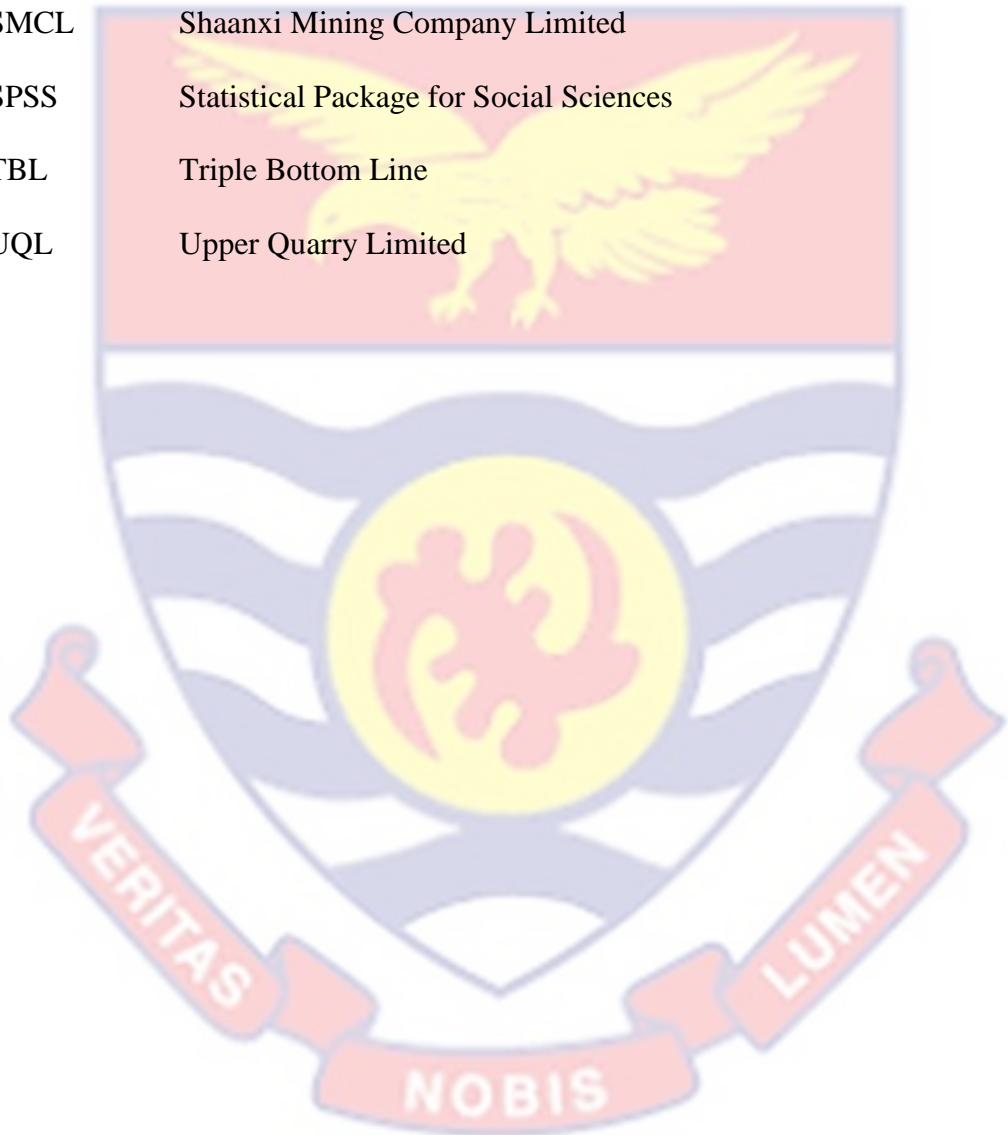 SMCL Shaanxi Mining Company Limited
SPSS Statistical Package for Social Sciences
TBL Triple Bottom Line
UQL Upper Quarry Limited
VERITAS
NOBIS
LUMEN